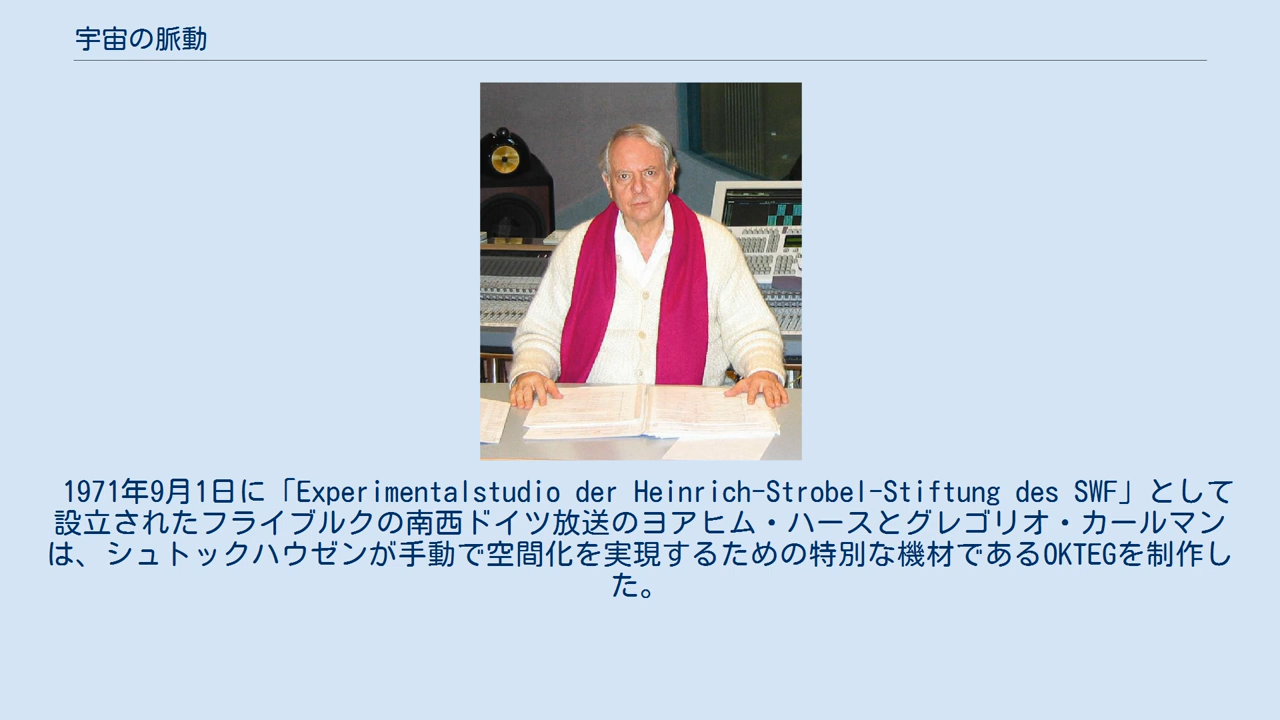 宇宙の脈動
1971年9月1日に「Experimentalstudio der Heinrich-Strobel-Stiftung des SWF」として
設立されたフライブルクの南西ドイツ放送のヨアヒム・ハースとグレゴリオ・カールマン
は、シュトックハウゼンが手動で空間化を実現するための特別な機材であるOKTEGを制作し
た。